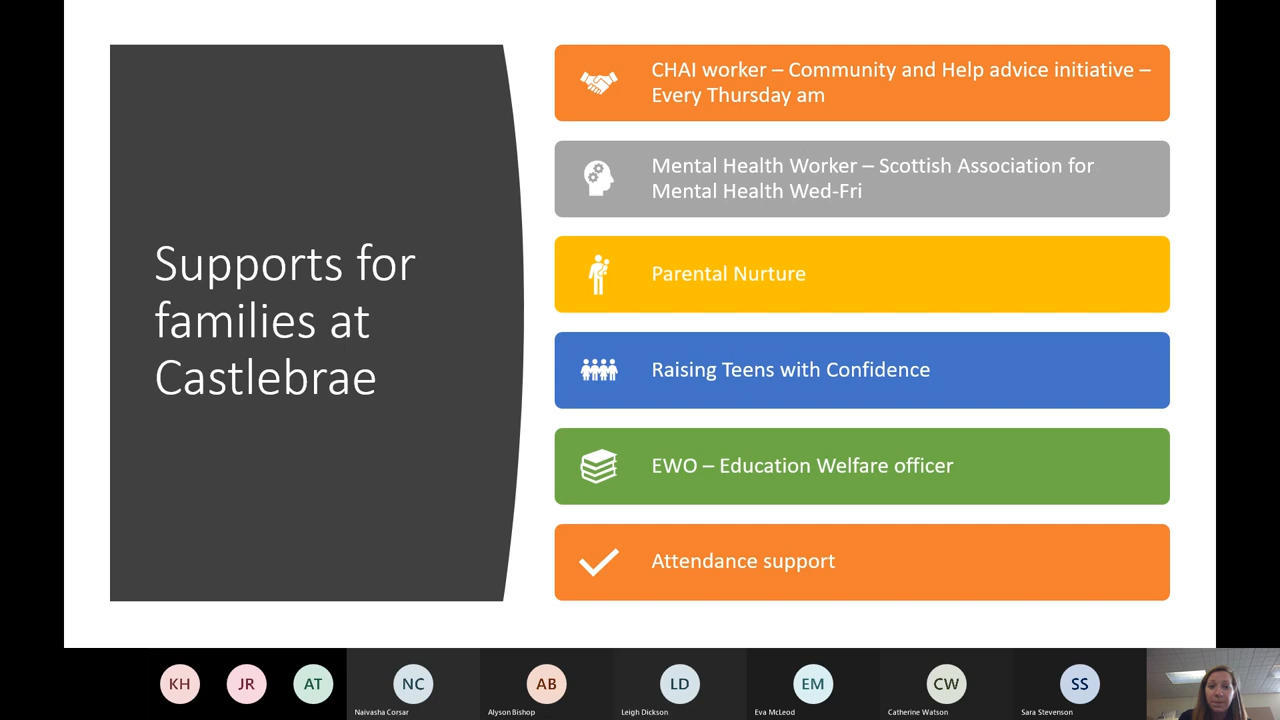 Supports for
families at
Castlebrae
CHAI worker – Community and Help advice initiative –
Every Thursday am
Mental Health Worker – Scottish Association for
Mental Health Wed-Fri
Parental Nurture
Raising Teens with Confidence
EWO – Education Welfare officer
Attendance support
KH
JR
AT
NC
AB
LD
EM
CW
SS
Naivasha Corsar
Alyson Bishop
Leigh Dickson
Eva McLeod
Catherine Watson
Sara Stevenson